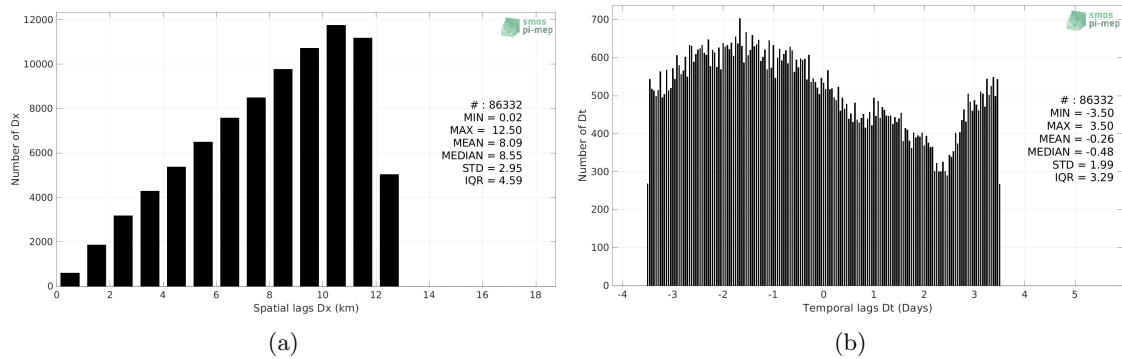 12000
10000
8000
6000
4000
2000
0
Number of Dx
0 2 4 6 8 10 12 14 16 18
Spatial lags Dx (km)
smos
pi-mep
# : 86332
MIN = 0.02
MAX = 12.50
MEAN = 8.09
MEDIAN = 8.55
STD = 2.95
IQR = 4.59
(a)
700
600
500
400
300
200
100
0
Number of Dt
-4 -3 -2 -1 0 1 2 3 4 5
Temporal lags Dt (Days)
smos
pi-mep
# : 86332
MIN = -3.50
MAX = 3.50
MEAN = -0.26
MEDIAN = -0.48
STD = 1.99
IQR = 3.29
(b)